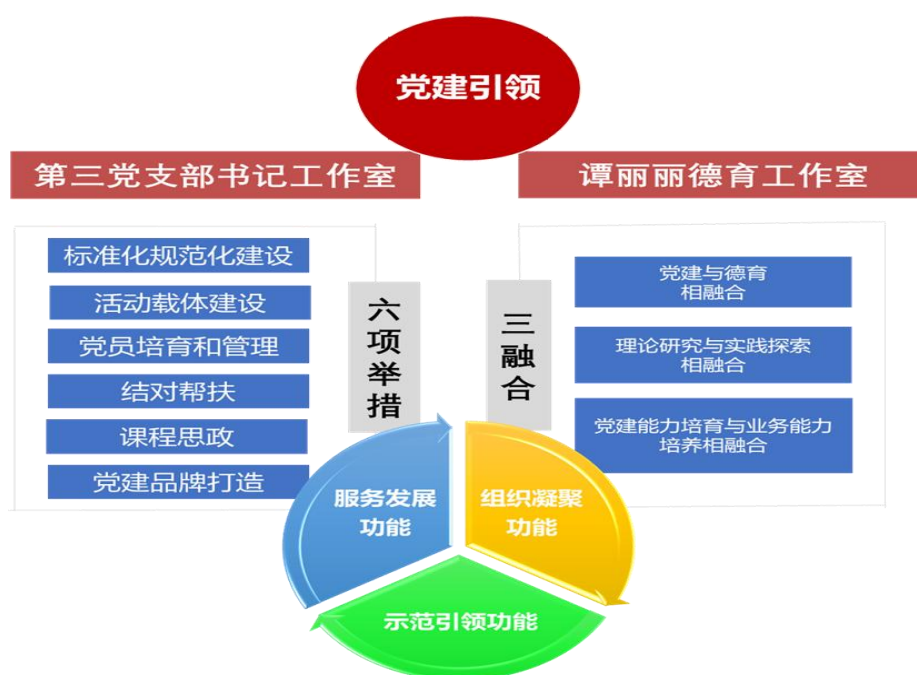 党建引领
第三党支部书记工作室
谭丽丽德育工作室
标准化规范化建设
活动载体建设
党员培育和管理
结对帮扶
课程思政
党建品牌打造
六项举措
三融合
党建与德育
相融合
理论研究与实践探索
相融合
党建能力培育与业务能力
培养相融合
服务发展
功能
组织凝聚
功能
示范引领功能